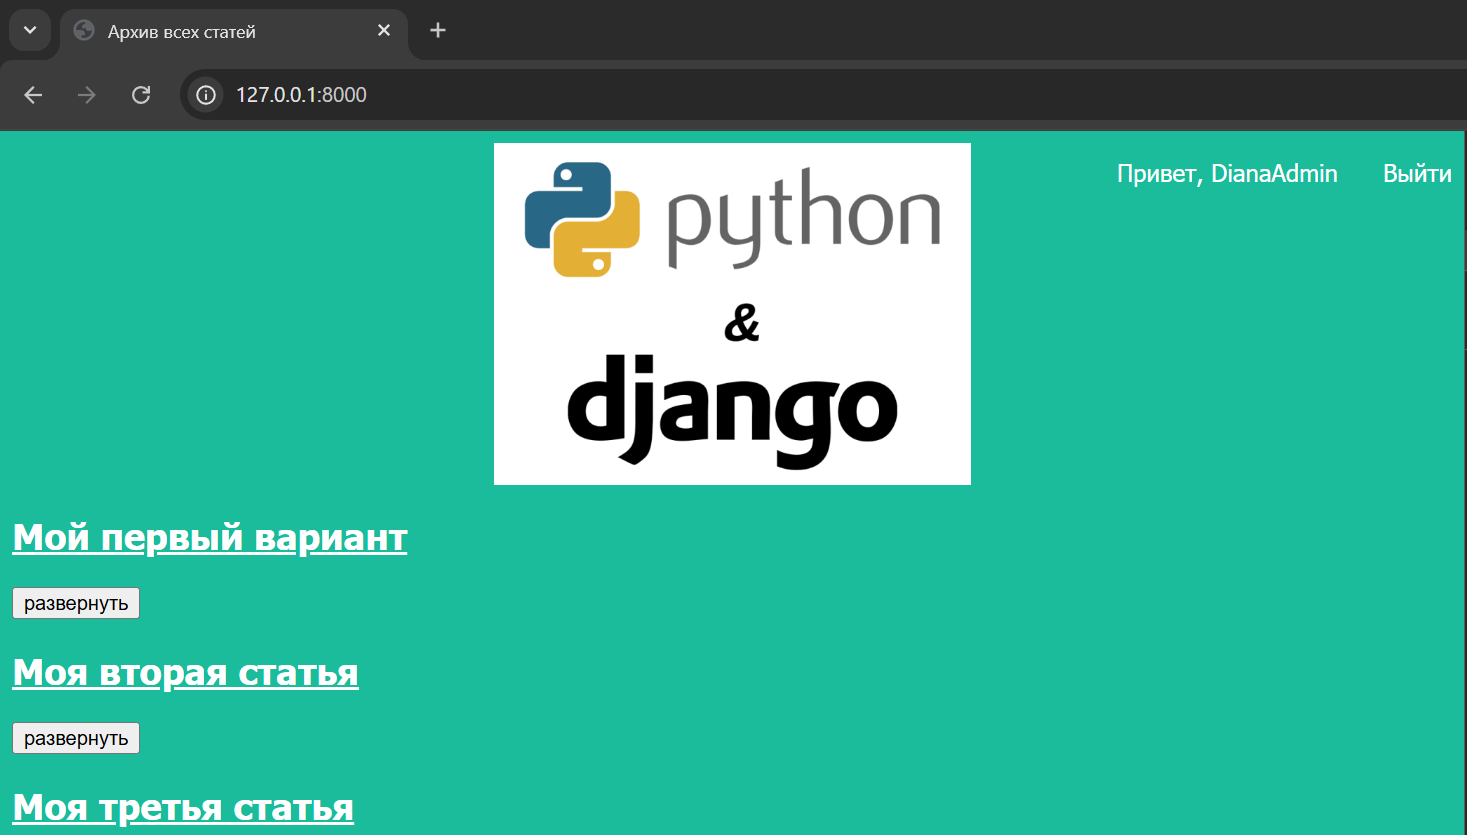 Архив всех статей
127.0.0.1:8000
Привет, DianaAdmin Выйти
python
&
django
Мой первый вариант
развернуть
Моя вторая статья
развернуть
Моя третья статья